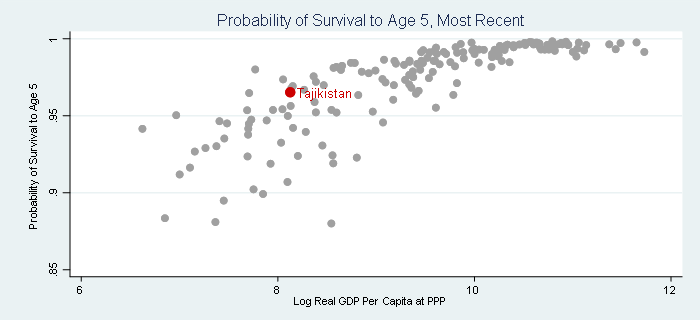 Probability of Survival to Age 5, Most Recent
Probability of Survival to Age 5
1
.95
.9
.85
Tajikistan
6
8
10
12
Log Real GDP Per Capita at PPP